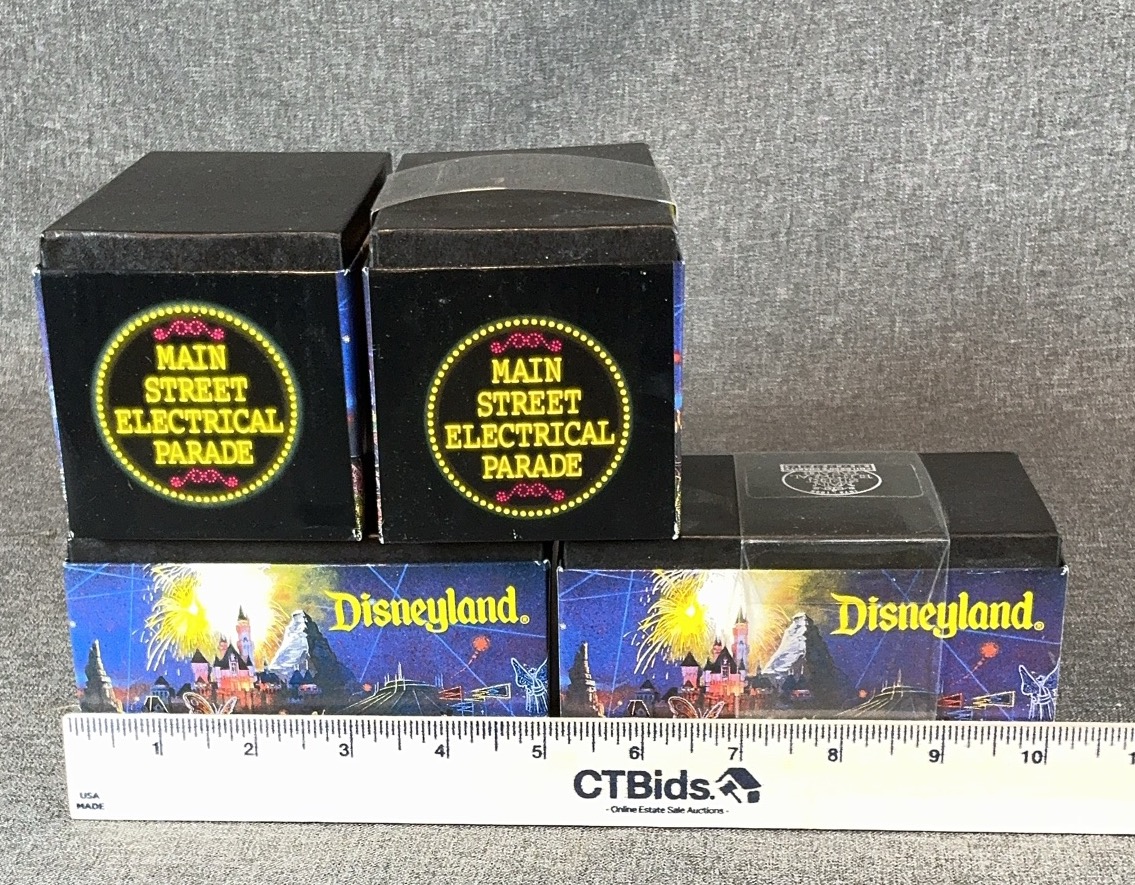 MAIN
STREET
ELECTRICAL
PARADE
MAIN
STREET
ELECTRICAL
PARADE
Disneyland®
Disneyland®
1 2 3 4 5 6 7 8 9 10
CTBids.
- Online Estate Sale Auctions -
USA
MADE